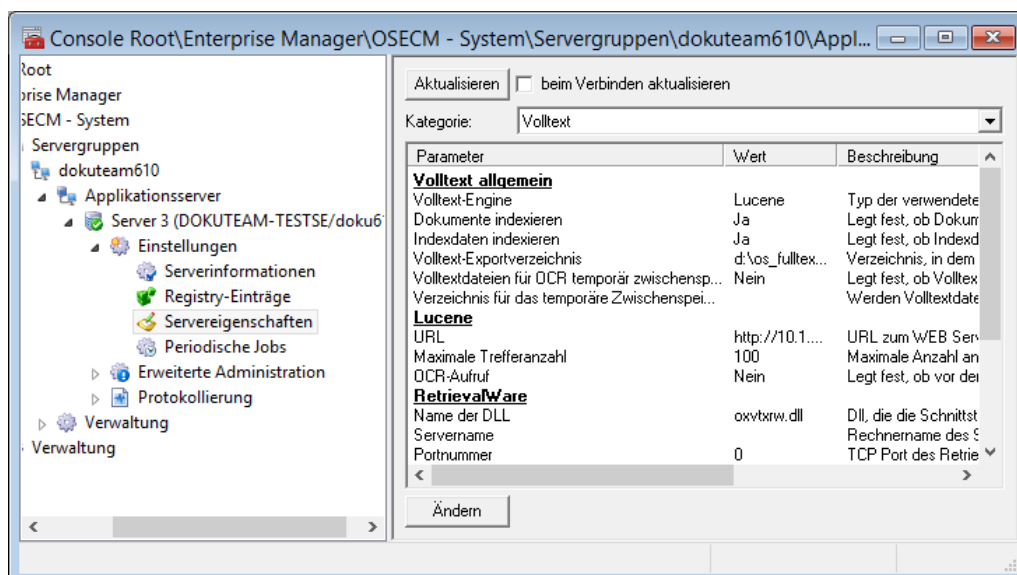 Console Root\Enterprise Manager\OSECM - System\Servergruppen\dokuteam610\Appl...
Root
prise Manager
SECM - System
Servergruppen
dokuteam610
Applikationsserver
Server 3 (DOKUTEAM-TESTSE/doku6
Einstellungen
Serverinformationen
Registry-Einträge
Servereigenschaften
Periodische Jobs
Erweiterte Administration
Protokollierung
Verwaltung
Verwaltung
Aktualisieren beim Verbinden aktualisieren
Kategorie: Volltext
Parameter Wert Beschreibung
Volltext allgemein
Volltext-Engine Lucene Typ der verwendete
Dokumente indexieren Ja Legt fest, ob Dokum
Indexdaten indexieren Ja Legt fest, ob Indexd
Volltext-Exportverzeichnis d:\os_fulltex... Verzeichnis, in dem
Volltextdateien für OCR temporär zwischensp... Nein Legt fest, ob Volltex
Verzeichnis für das temporäre Zwischenspei... Werden Volltextdate
Lucene
URL http://10.1.... URL zum WEB Serv
Maximale Trefferanzahl 100 Maximale Anzahl an
OCR-Aufruf Nein Legt fest, ob vor der
RetrievalWare
Name der DLL oxvtxrw.dll Dll, die die Schnittst
Servername Rechnername des S
Portnummer 0 TCP Port des Retrie
Ändern